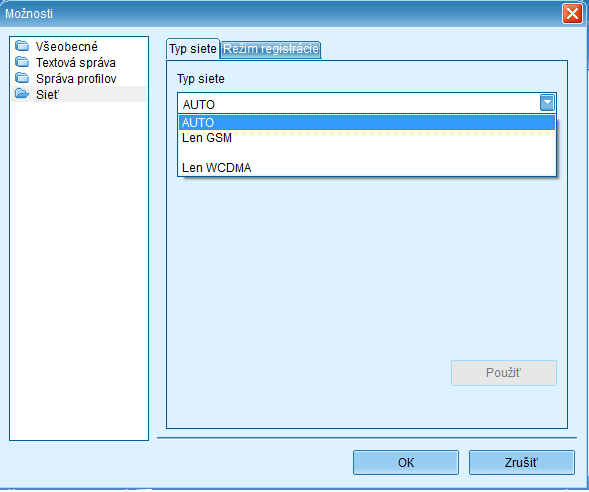 Možnosti
Všeobecné
Textová správa
Správa profilov
Sieť
Typ siete
Režim registrácie
Typ siete
AUTO
AUTO
Len GSM
Len WCDMA
Použiť
OK
Zrušiť